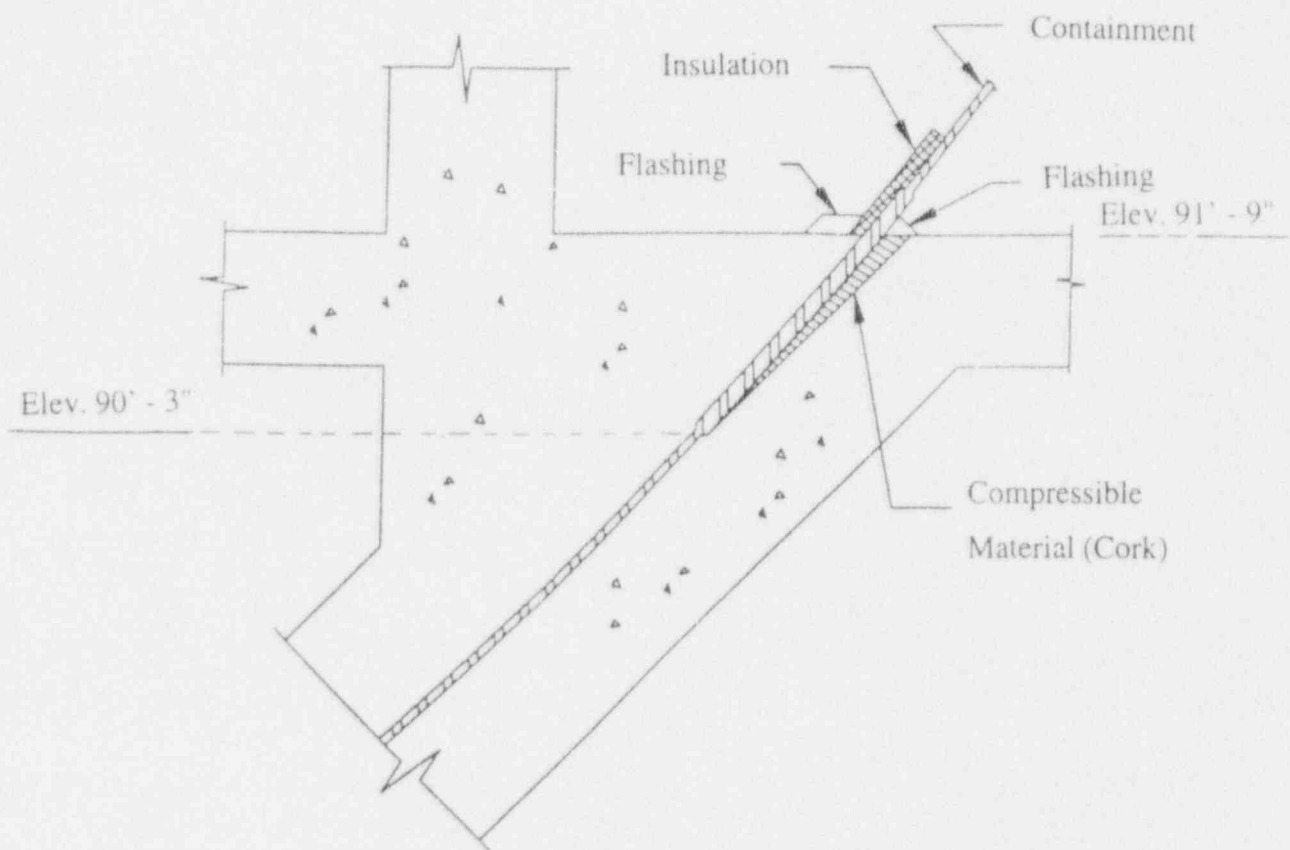 Containment
Insulation
Flashing
Flashing
Elev. 91' - 9"
Elev. 90' - 3"
Compressible
Material (Cork)